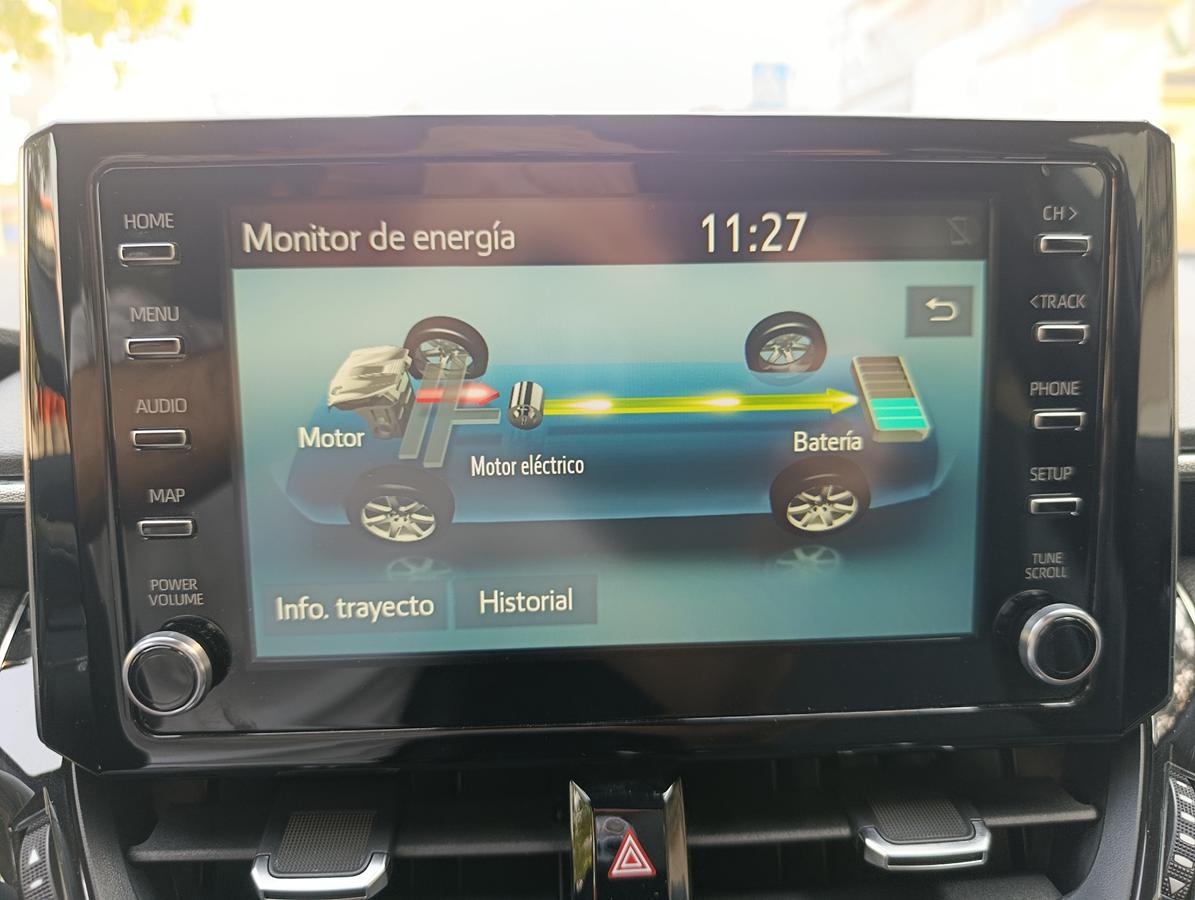 HOME
MENU
AUDIO
MAP
POWER
VOLUME
Monitor de energía
11:27
Motor
Motor eléctrico
Batería
Info. trayecto
Historial
CH >
< TRACK
PHONE
SETUP
TUNE
SCROLL